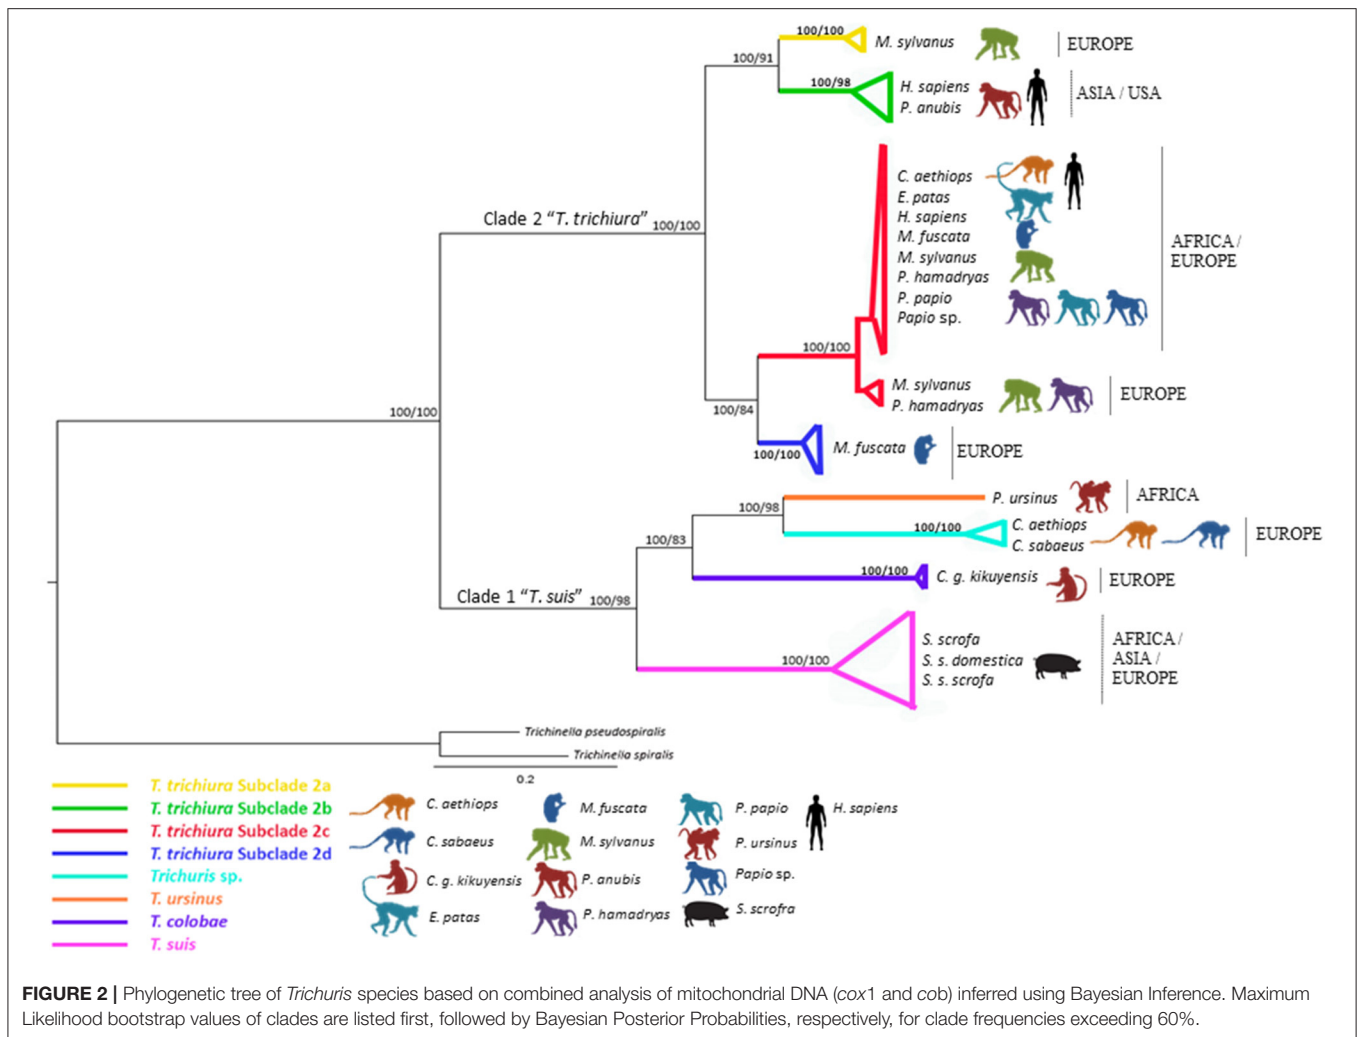 100/100
M. sylvanus
EUROPE
100/91
100/98
H. sapiens
P. anubis
ASIA / USA
C. aethiops
E. patas
H. sapiens
M. fuscata
M. sylvanus
P. hamadryas
P. papio
Papio sp.
AFRICA /
EUROPE
Clade 2 "T. trichiura"
100/100
100/100
M. sylvanus
P. hamadryas
EUROPE
100/84
100/100
M. fuscata
EUROPE
100/100
P. ursinus
AFRICA
100/98
100/100
C. aethiops
C. sabaeus
EUROPE
100/83
100/100
C. g. kikuyensis
EUROPE
Clade 1 "T. suis"
100/98
100/100
S. scrofa
S. s. domestica
S. s. scrofa
AFRICA /
ASIA /
EUROPE
Trichinella pseudospiralis
Trichinella spiralis
0.2
T. trichiura Subclade 2a
T. trichiura Subclade 2b
T. trichiura Subclade 2c
T. trichiura Subclade 2d
Trichuris sp.
T. ursinus
T. colobae
T. suis
C. aethiops
C. sabaeus
C. g. kikuyensis
E. patas
M. fuscata
M. sylvanus
P. anubis
P. hamadryas
P. papio
P. ursinus
Papio sp.
S. scrofra
H. sapiens
FIGURE 2 | Phylogenetic tree of Trichuris species based on combined analysis of mitochondrial DNA (cox1 and cob) inferred using Bayesian Inference. Maximum
Likelihood bootstrap values of clades are listed first, followed by Bayesian Posterior Probabilities, respectively, for clade frequencies exceeding 60%.